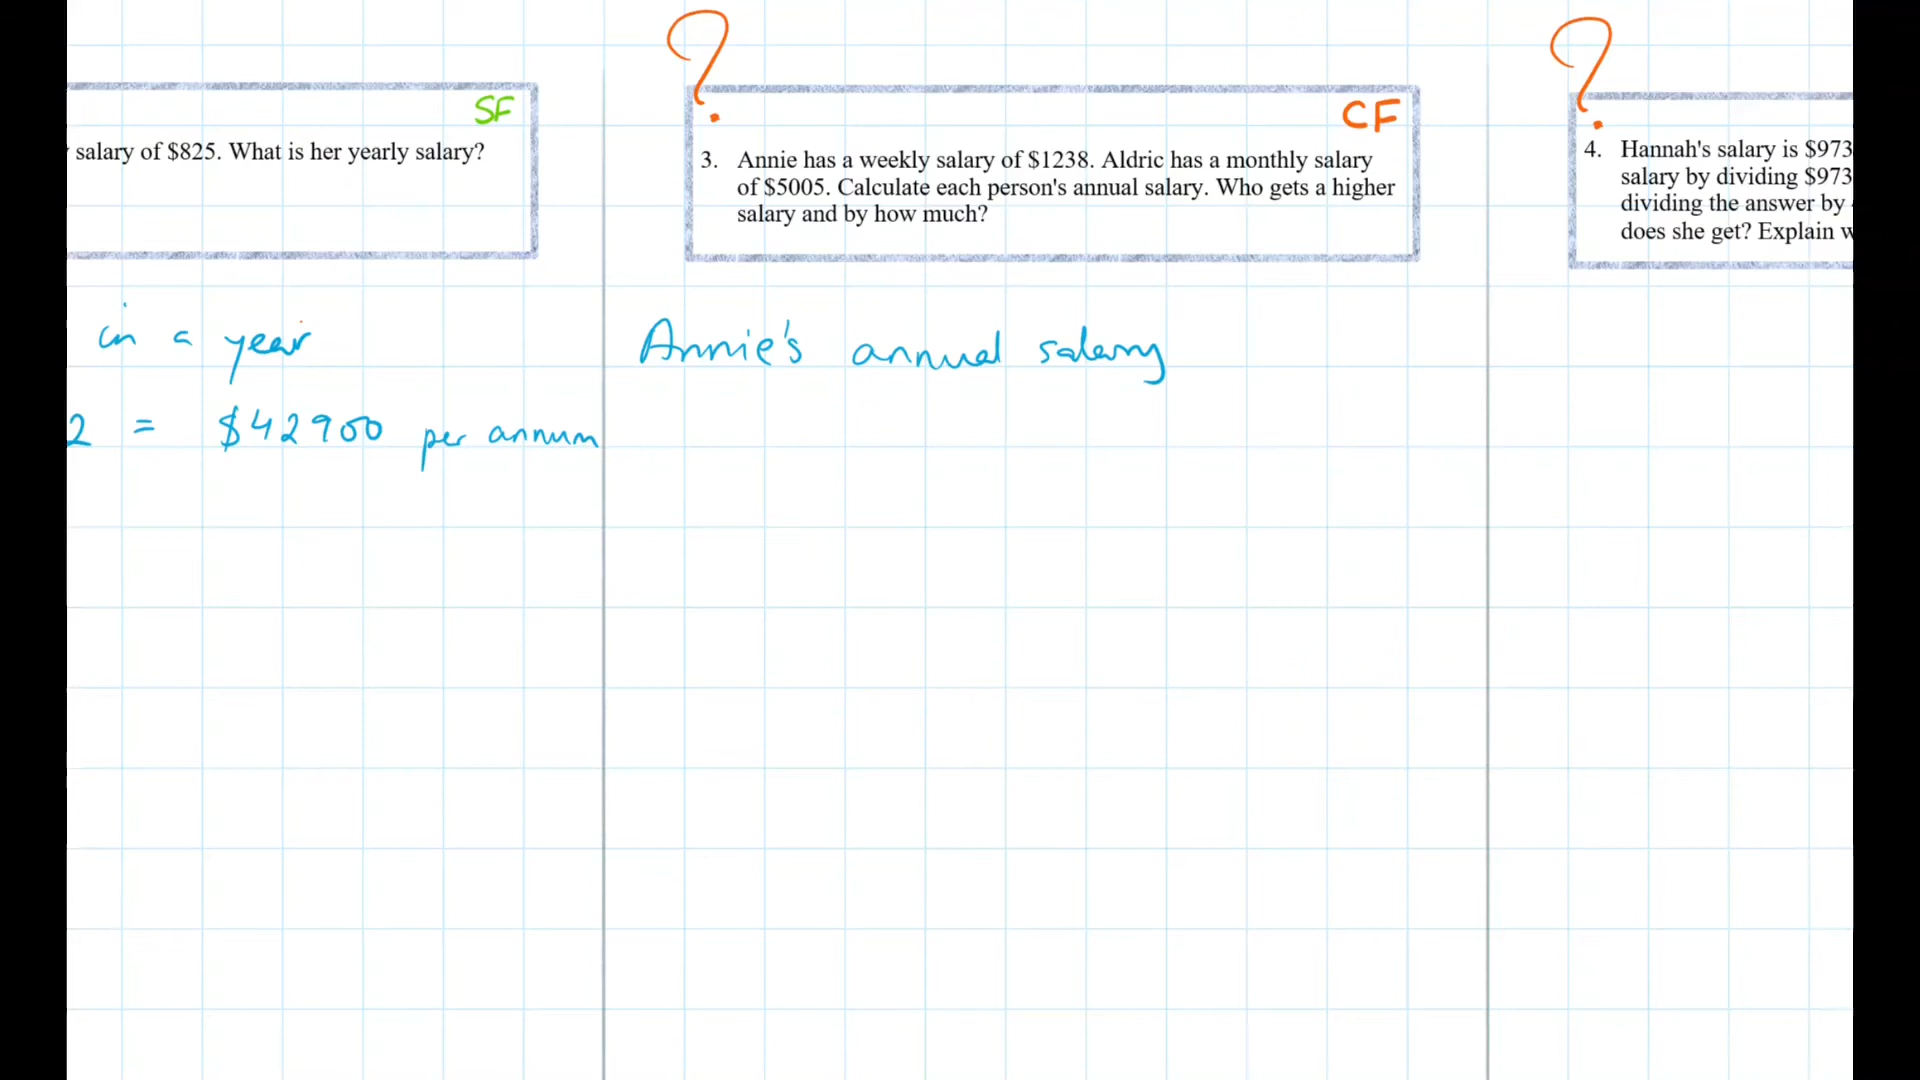 SF
salary of $825. What is her yearly salary?
in a year
2 = $42900 per annum
?
CF
3. Annie has a weekly salary of $1238. Aldric has a monthly salary
of $5005. Calculate each person's annual salary. Who gets a higher
salary and by how much?
Annie's annual salary
?
4. Hannah's salary is $973
salary by dividing $973
dividing the answer by
does she get? Explain